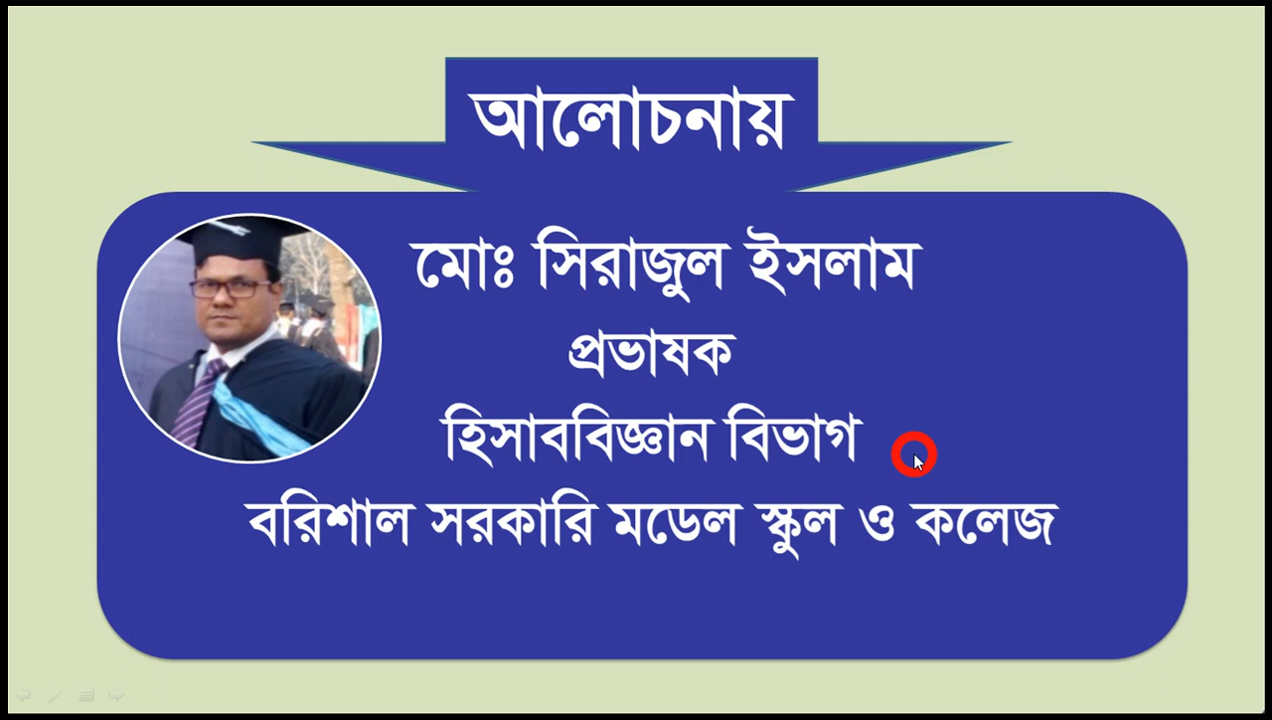 আলোচনায়
মোঃ সিরাজুল ইসলাম
প্রভাষক
হিসাববিজ্ঞান বিভাগ
বরিশাল সরকারি মডেল স্কুল ও কলেজ